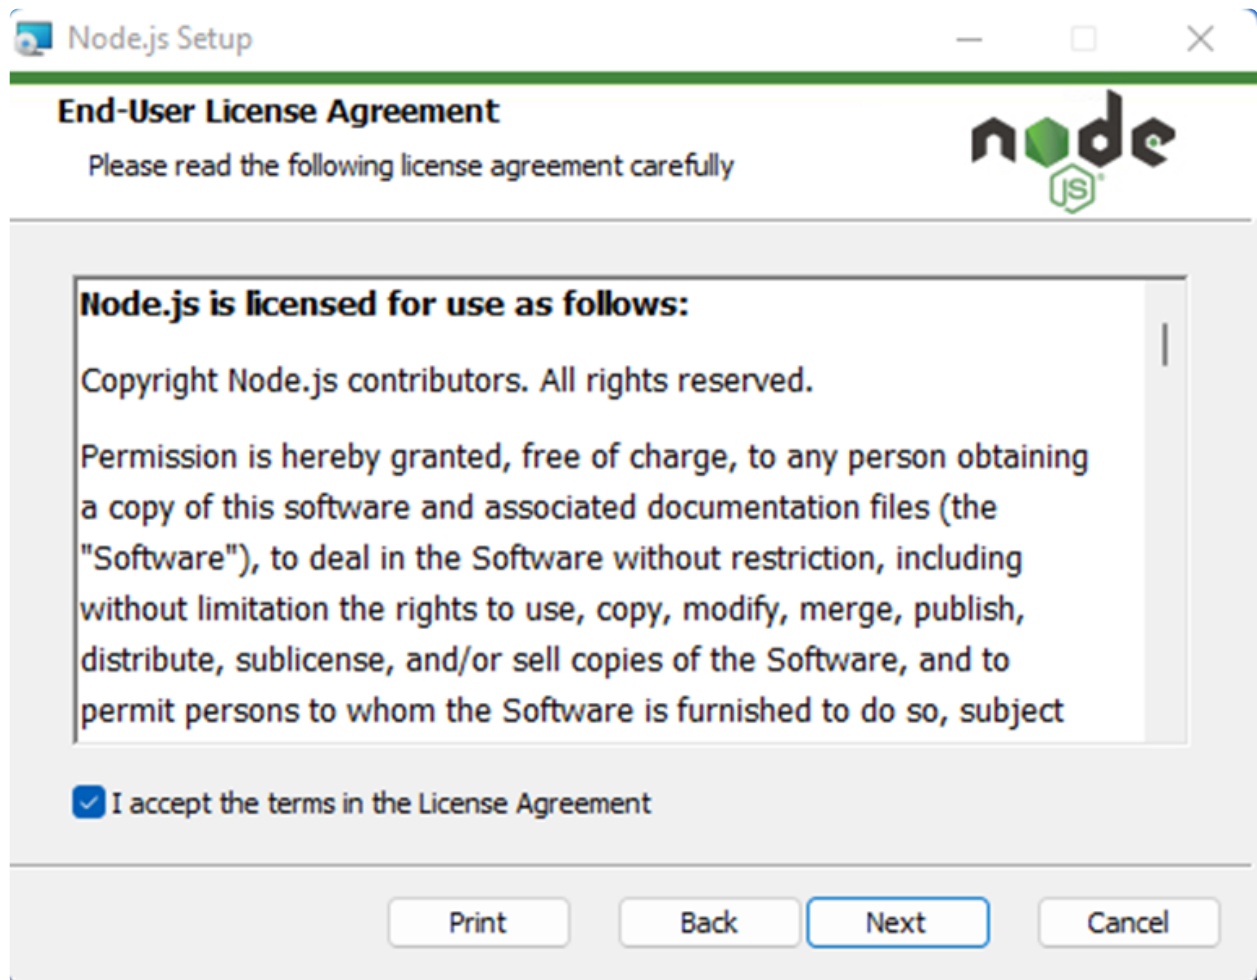 Node.js Setup
End-User License Agreement
Please read the following license agreement carefully
node
JS
Node.js is licensed for use as follows:
Copyright Node.js contributors. All rights reserved.
Permission is hereby granted, free of charge, to any person obtaining
a copy of this software and associated documentation files (the
"Software"), to deal in the Software without restriction, including
without limitation the rights to use, copy, modify, merge, publish,
distribute, sublicense, and/or sell copies of the Software, and to
permit persons to whom the Software is furnished to do so, subject
I accept the terms in the License Agreement
Print
Back
Next
Cancel